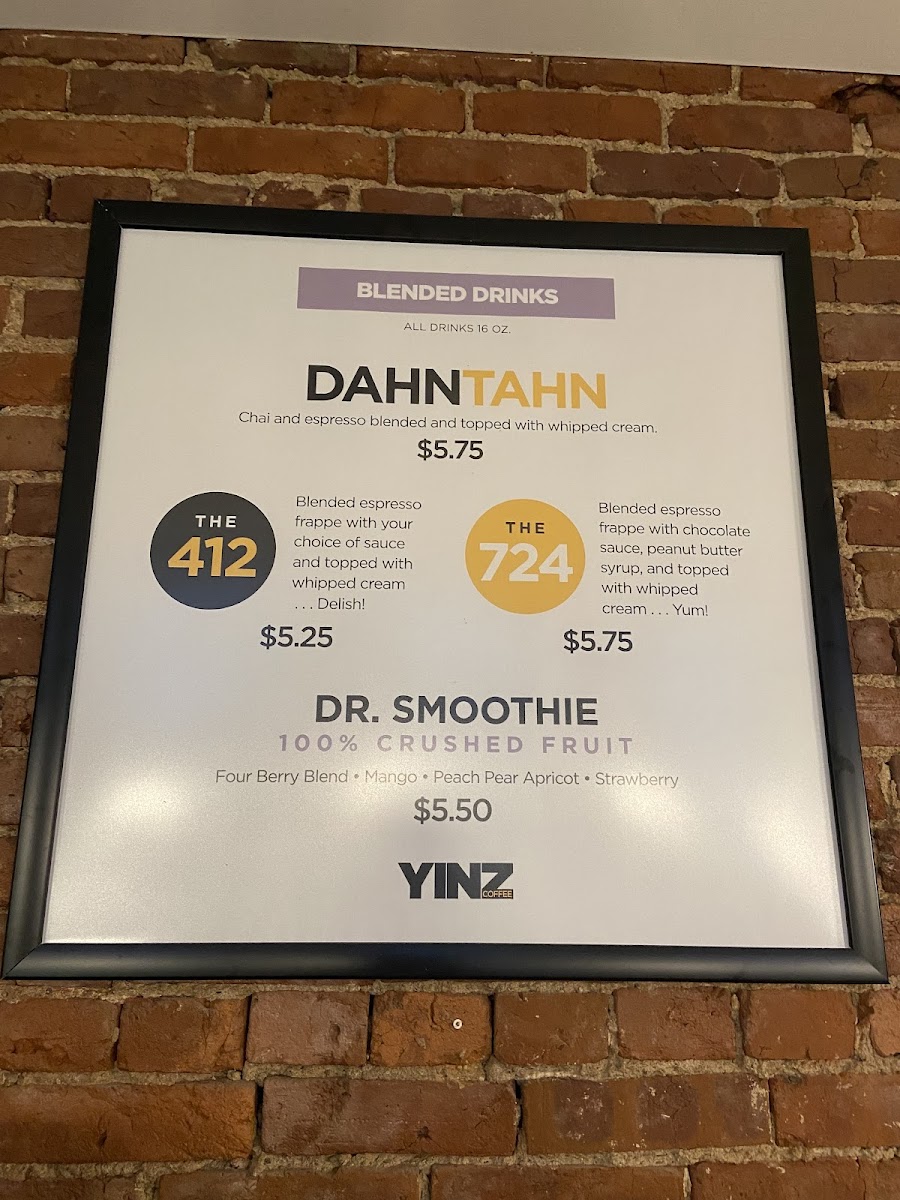 BLENDED DRINKS
ALL DRINKS 16 OZ.
DAHNTAHN
Chai and espresso blended and topped with whipped cream.
$5.75
THE
412
Blended espresso
frappe with your
choice of sauce
and topped with
whipped cream
. . . Delish!
$5.25
THE
724
Blended espresso
frappe with chocolate
sauce, peanut butter
syrup, and topped
with whipped
cream . . . Yum!
$5.75
DR. SMOOTHIE
100% CRUSHED FRUIT
Four Berry Blend • Mango • Peach Pear Apricot • Strawberry
$5.50
YINZ
COFFEE